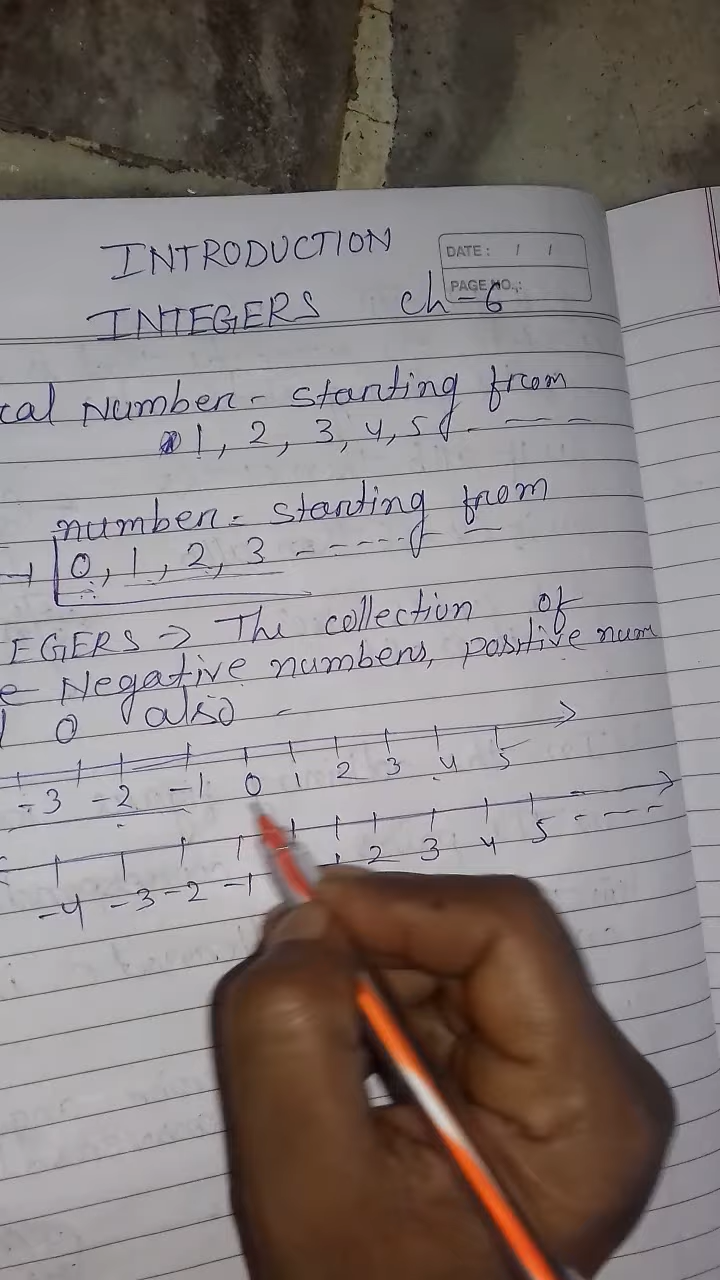 INTRODUCTION
DATE: / /
PAGE NO.:
INTEGERS ch-6
cal Number - starting from
1, 2, 3, 4, 5 - - -
number - starting from
→ 0, 1, 2, 3 - - - - - -
EGERS → The collection of
e Negative numbers, positive num
0 also -
-3 -2 -1 0 1 2 3 4 5
-4 -3 -2 -1 1 2 3 4 5 - - - -